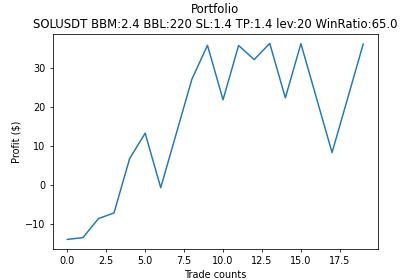 Portfolio
SOLUSDT BBM:2.4 BBL:220 SL:1.4 TP:1.4 lev:20 WinRatio:65.0
30
20
10
0
−10
Profit ($)
0.0 2.5 5.0 7.5 10.0 12.5 15.0 17.5
Trade counts